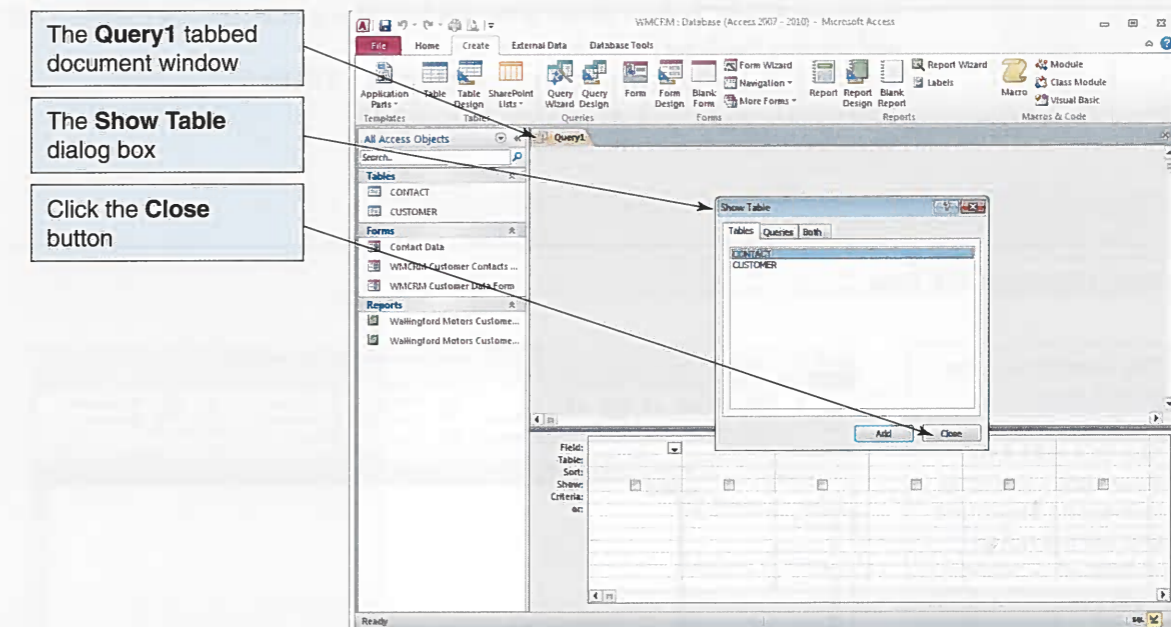 The Query1 tabbed
document window
The Show Table
dialog box
Click the Close
button
WMCRM : Database (Access 2007 - 2010) - Microsoft Access
File Home Create External Data Database Tools
Application Parts
Table
Table Design
SharePoint Lists
Query Wizard
Query Design
Form
Form Design
Blank Form
Form Wizard
Navigation
More Forms
Report
Report Design
Blank Report
Report Wizard
Labels
Macro
Module
Class Module
Visual Basic
Templates Tables Queries Forms Reports Macros & Code
All Access Objects
Search...
Tables
CONTACT
CUSTOMER
Forms
Contact Data
WMCRM Customer Contacts ...
WMCRM Customer Data Form
Reports
Wallingford Motors Custome...
Wallingford Motors Custome...
Query1
Show Table
Tables Queries Both
CONTACT
CUSTOMER
Add Close
Field:
Table:
Sort:
Show:
Criteria:
or:
Ready
SQL